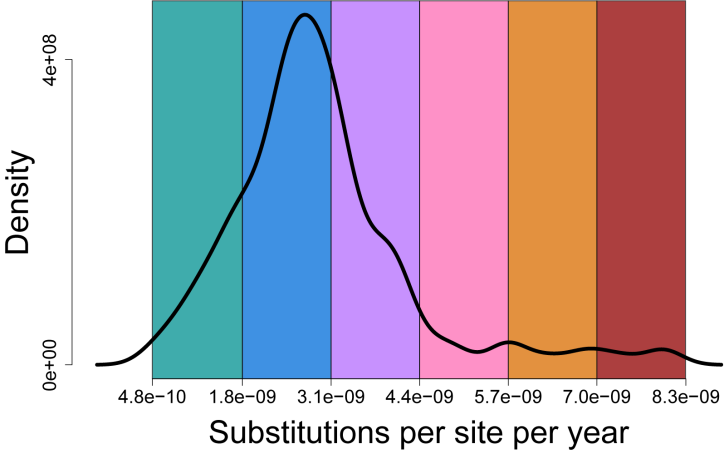 4e+08
Density
0e+00
4.8e−10 1.8e−09 3.1e−09 4.4e−09 5.7e−09 7.0e−09 8.3e−09
Substitutions per site per year